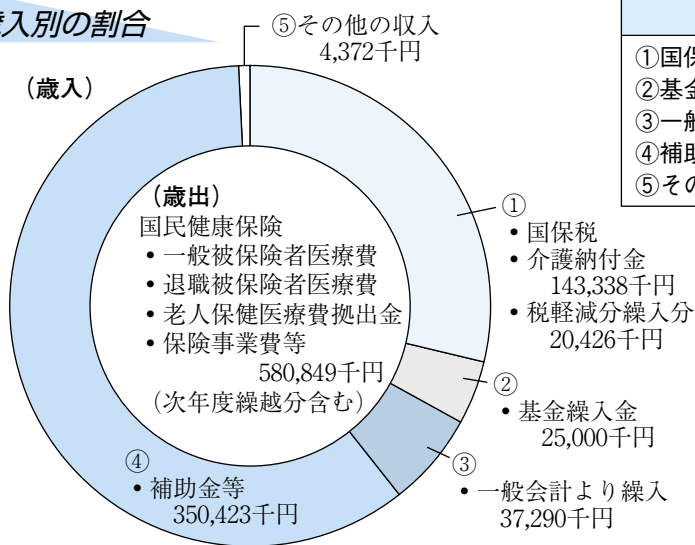 入別の割合
(歳入)
⑤その他の収入
4,372千円
①国保
②基金
③一般
④補助
⑤その
(歳出)
国民健康保険
• 一般被保険者医療費
• 退職被保険者医療費
• 老人保健医療費拠出金
• 保険事業費等
580,849千円
(次年度繰越分含む)
①
• 国保税
• 介護納付金
143,338千円
• 税軽減分繰入分
20,426千円
②
• 基金繰入金
25,000千円
③
• 一般会計より繰入
37,290千円
④
• 補助金等
350,423千円